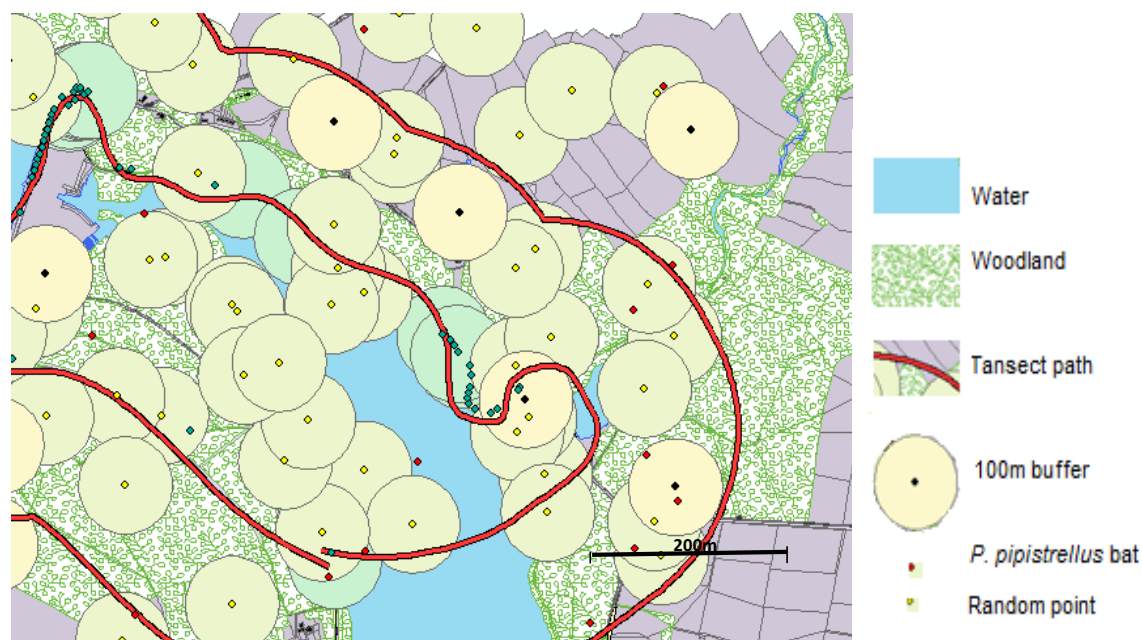 Water
Woodland
Tansect path
100m buffer
P. pipistrellus bat
Random point
200m